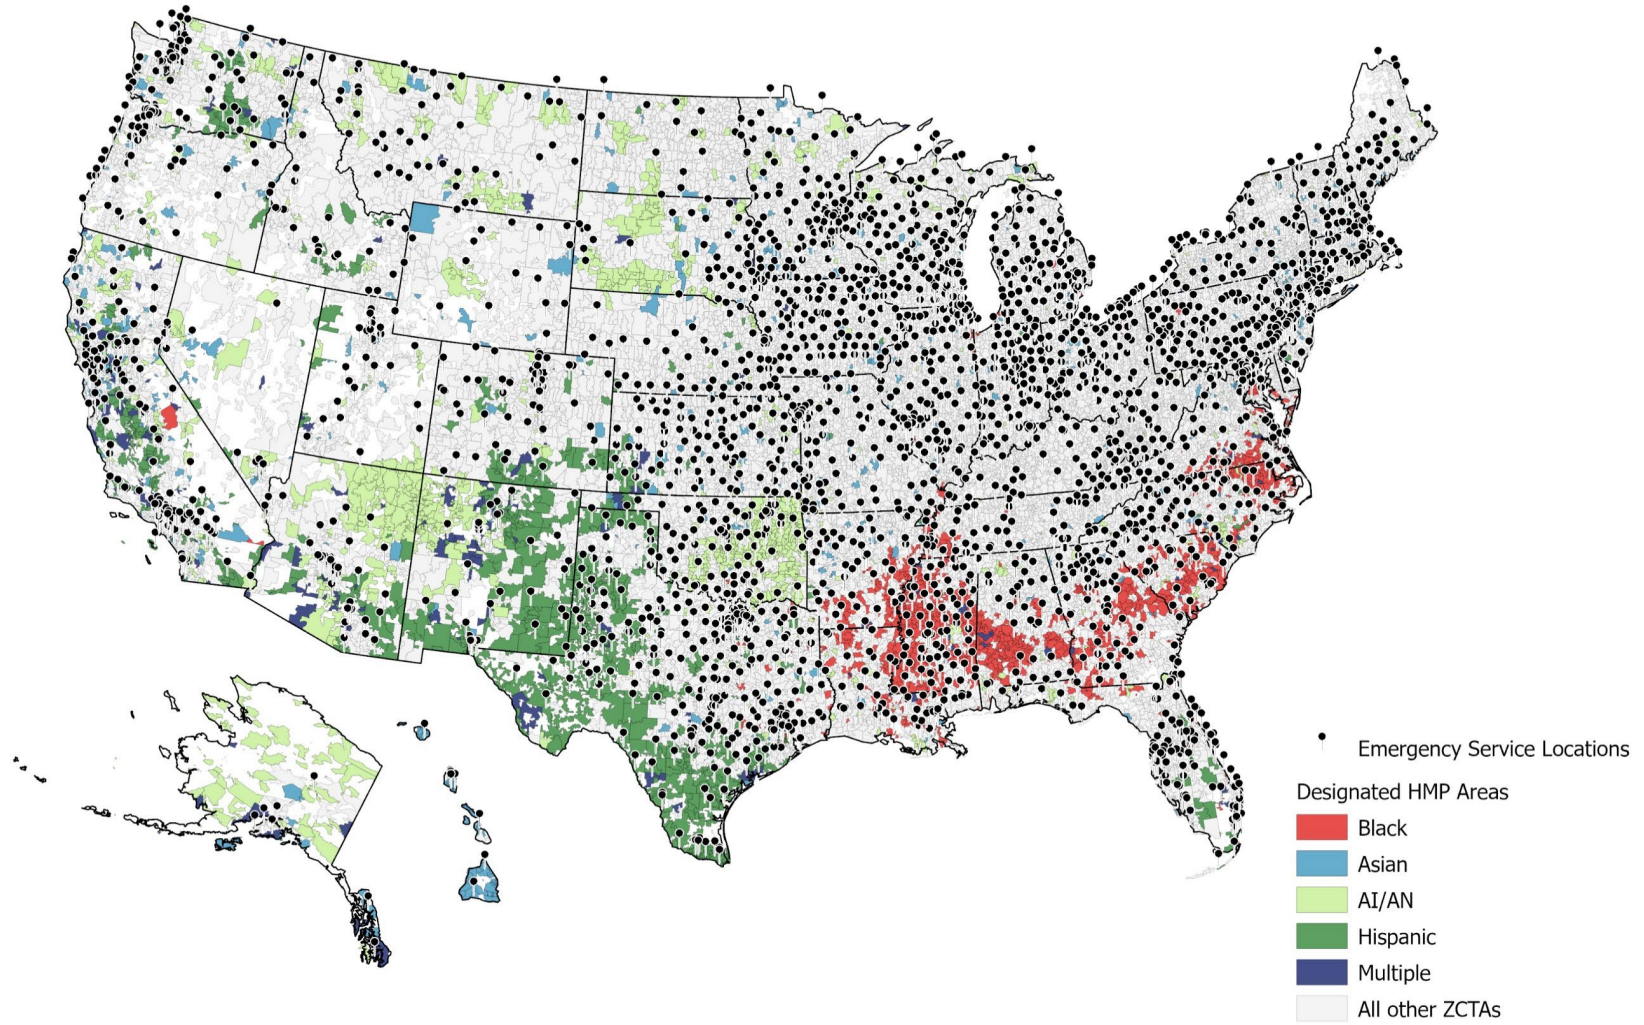 Emergency Service Locations
Designated HMP Areas
Black
Asian
AI/AN
Hispanic
Multiple
All other ZCTAs